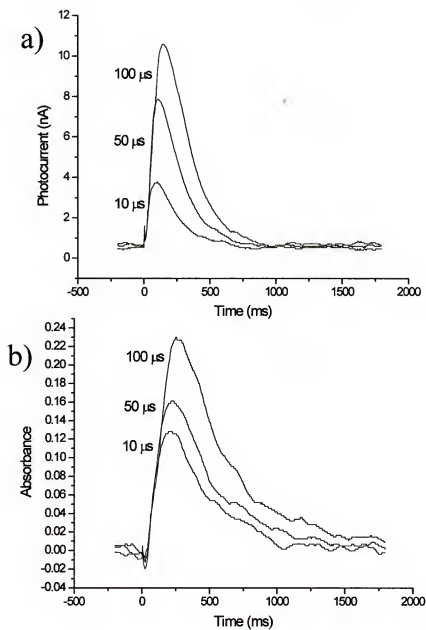 a)
Photocurrent (nA)
12
10
8
6
4
2
0
100 µs
50 µs
10 µs
-500 0 500 1000 1500 2000
Time (ms)
b)
Absorbance
0.24
0.22
0.20
0.18
0.16
0.14
0.12
0.10
0.08
0.06
0.04
0.02
0.00
-0.02
-0.04
100 µs
50 µs
10 µs
-500 0 500 1000 1500 2000
Time (ms)